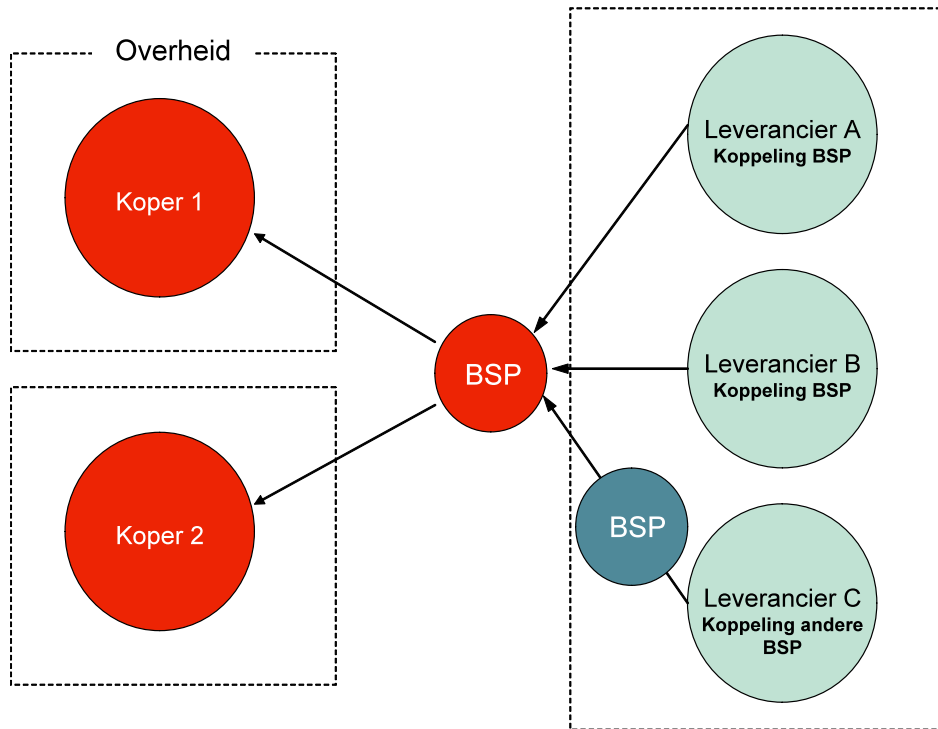 Overheid
Koper 1
Koper 2
BSP
BSP
Leverancier A
Koppeling BSP
Leverancier B
Koppeling BSP
Leverancier C
Koppeling andere
BSP